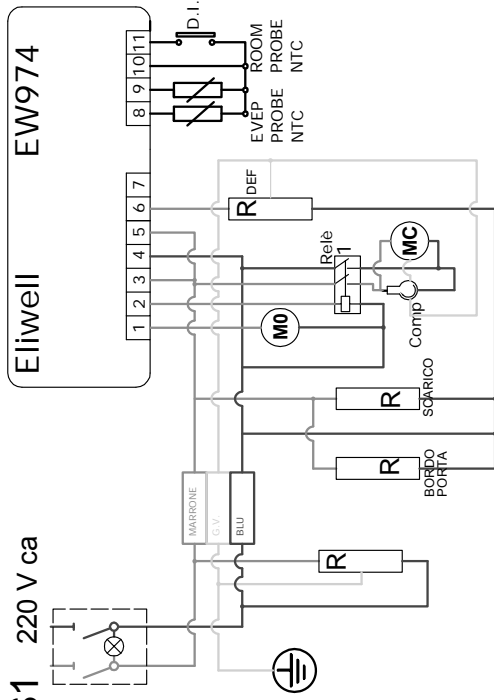 Eliwell EW974
1 2 3 4 5 6 7 8 9 10 11
D.I.
EVEP
PROBE
NTC
ROOM
PROBE
NTC
220 V ca
MARRONE
G.V.
BLU
R
R
BORDO
PORTA
R
SCARICO
M0
Relè
1
R
DEF
Comp
MC